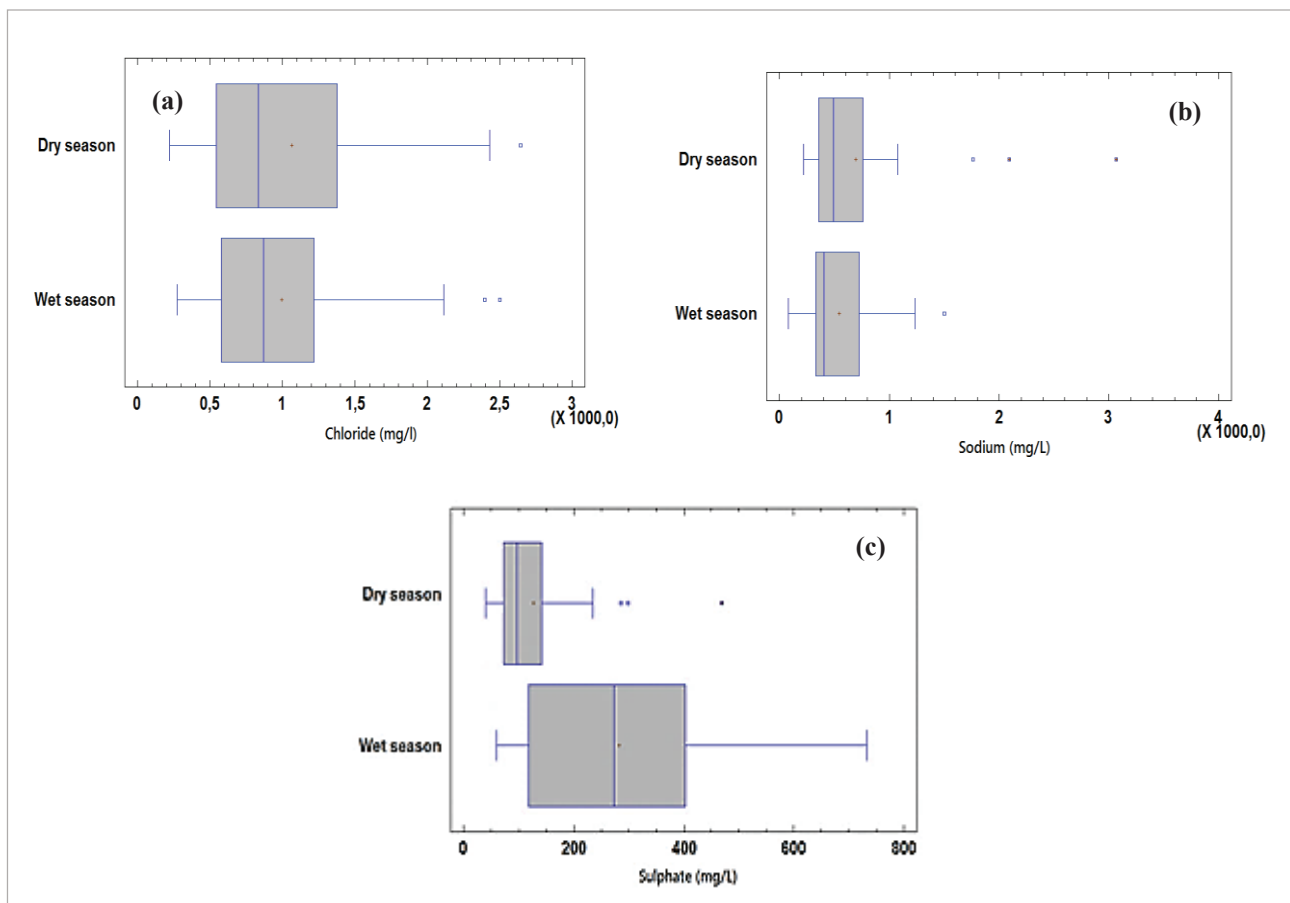 (a)
Dry season
Wet season
0 0,5 1 1,5 2 2,5 3
(X 1000,0)
Chloride (mg/l)
(b)
Dry season
Wet season
0 1 2 3 4
(X 1000,0)
Sodium (mg/L)
(c)
Dry season
Wet season
0 200 400 600 800
Sulphate (mg/L)